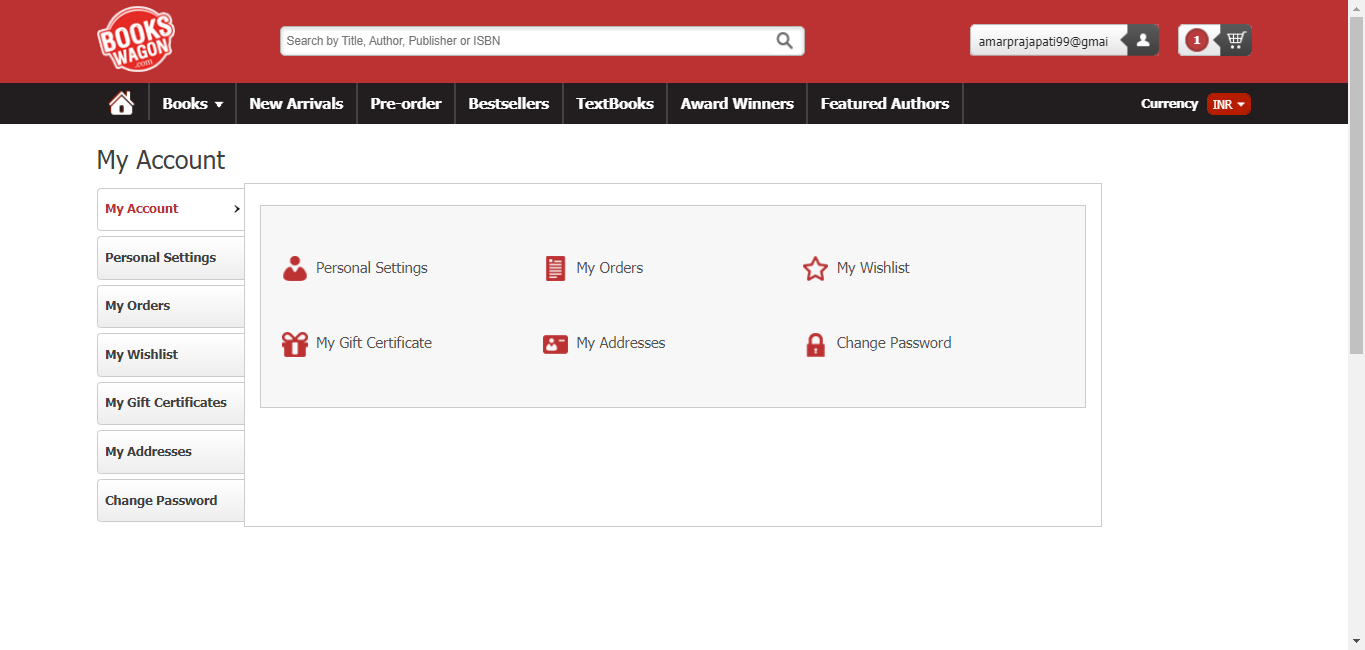 BOOKS
WAGON
.com
Search by Title, Author, Publisher or ISBN
amarprajapati99@gmai
1
Books
New Arrivals
Pre-order
Bestsellers
TextBooks
Award Winners
Featured Authors
Currency
INR
My Account
My Account
Personal Settings
My Orders
My Wishlist
My Gift Certificates
My Addresses
Change Password
Personal Settings
My Orders
My Wishlist
My Gift Certificate
My Addresses
Change Password